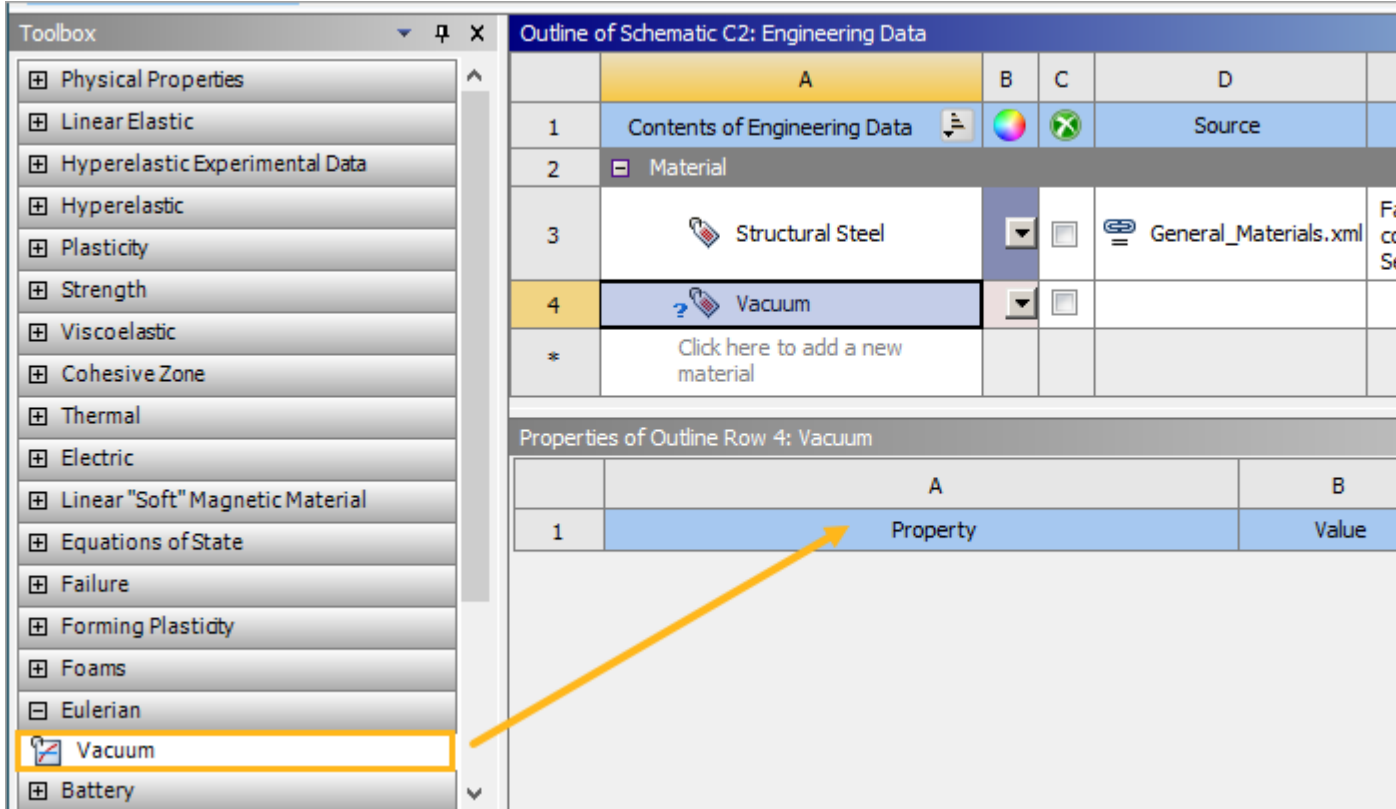 Toolbox
Physical Properties
Linear Elastic
Hyperelastic Experimental Data
Hyperelastic
Plasticity
Strength
Viscoelastic
Cohesive Zone
Thermal
Electric
Linear "Soft" Magnetic Material
Equations of State
Failure
Forming Plasticity
Foams
Eulerian
Vacuum
Battery
Outline of Schematic C2: Engineering Data
A B C D
1 Contents of Engineering Data Source
2 Material
3 Structural Steel General_Materials.xml
4 ? Vacuum
* Click here to add a new
material
Properties of Outline Row 4: Vacuum
A B
1 Property Value